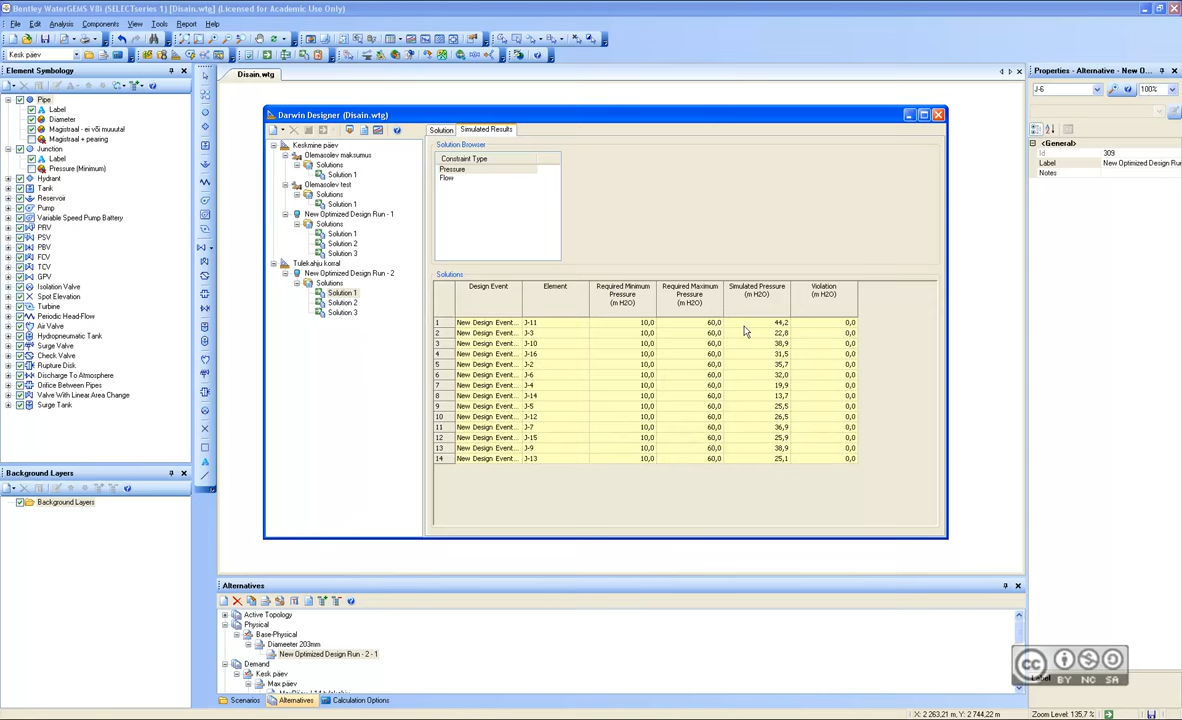 Bentley WaterGEMS V8i (SELECTseries 1) [Disain.wtg] (Licensed for Academic Use Only)
File Edit Analysis Components View Tools Report Help
100%
Kesk päev
Element Symbology
Pipe
Label
Diameter
Magistraal - ei või muuuta!
Magistraal + pearing
Junction
Label
Pressure (Minimum)
Hydrant
Tank
Reservoir
Pump
Variable Speed Pump Battery
PRV
PSV
PBV
FCV
TCV
GPV
Isolation Valve
Spot Elevation
Turbine
Periodic Head-Flow
Air Valve
Hydropneumatic Tank
Surge Valve
Check Valve
Rupture Disk
Discharge To Atmosphere
Orifice Between Pipes
Valve With Linear Area Change
Surge Tank
Background Layers
Background Layers
Disain.wtg
Darwin Designer (Disain.wtg)
Keskmine päev
Olemasolev maksumus
Solutions
Solution 1
Olemasolev test
Solutions
Solution 1
New Optimized Design Run - 1
Solutions
Solution 1
Solution 2
Solution 3
Tulekahju korral
New Optimized Design Run - 2
Solutions
Solution 1
Solution 2
Solution 3
Solution Simulated Results
Solution Browser
Constraint Type
Pressure
Flow
Solutions
Design Event Element Required Minimum Pressure (m H2O) Required Maximum Pressure (m H2O) Simulated Pressure (m H2O) Violation (m H2O)
1 New Design Event... J-11 10,0 60,0 44,2 0,0
2 New Design Event... J-3 10,0 60,0 22,8 0,0
3 New Design Event... J-10 10,0 60,0 38,9 0,0
4 New Design Event... J-16 10,0 60,0 31,5 0,0
5 New Design Event... J-2 10,0 60,0 35,7 0,0
6 New Design Event... J-6 10,0 60,0 32,0 0,0
7 New Design Event... J-4 10,0 60,0 19,9 0,0
8 New Design Event... J-14 10,0 60,0 13,7 0,0
9 New Design Event... J-5 10,0 60,0 25,5 0,0
10 New Design Event... J-12 10,0 60,0 26,5 0,0
11 New Design Event... J-7 10,0 60,0 36,9 0,0
12 New Design Event... J-15 10,0 60,0 25,9 0,0
13 New Design Event... J-9 10,0 60,0 38,9 0,0
14 New Design Event... J-13 10,0 60,0 25,1 0,0
Alternatives
Active Topology
Physical
Base-Physical
Diameeter 203mm
New Optimized Design Run - 2 - 1
Demand
Kesk päev
Max päev
Scenarios Alternatives Calculation Options
Properties - Alternative - New O...
J-6 100%
<General>
Id 309
Label New Optimized Design Ru
Notes
Label
cc BY NC SA
X: 2 263,21 m, Y: 2 744,22 m Zoom Level: 135,7 %